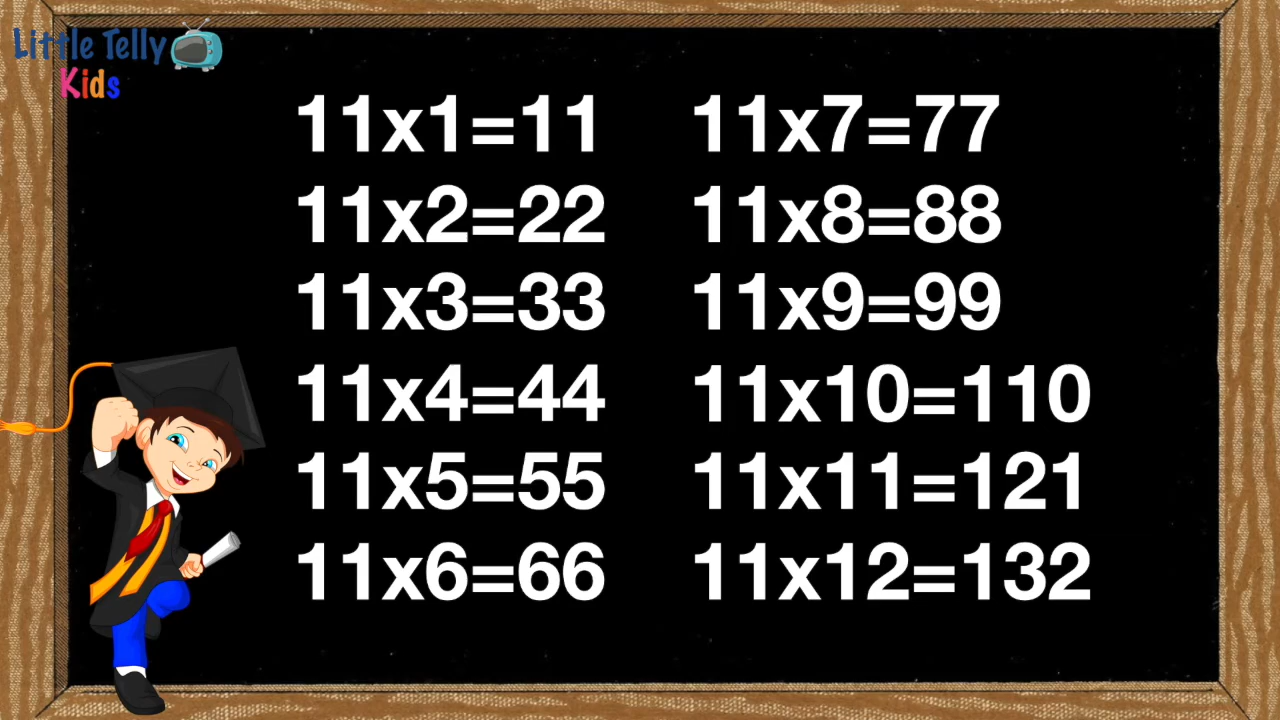 Little Telly
Kids
11x1=11
11x2=22
11x3=33
11x4=44
11x5=55
11x6=66
11x7=77
11x8=88
11x9=99
11x10=110
11x11=121
11x12=132